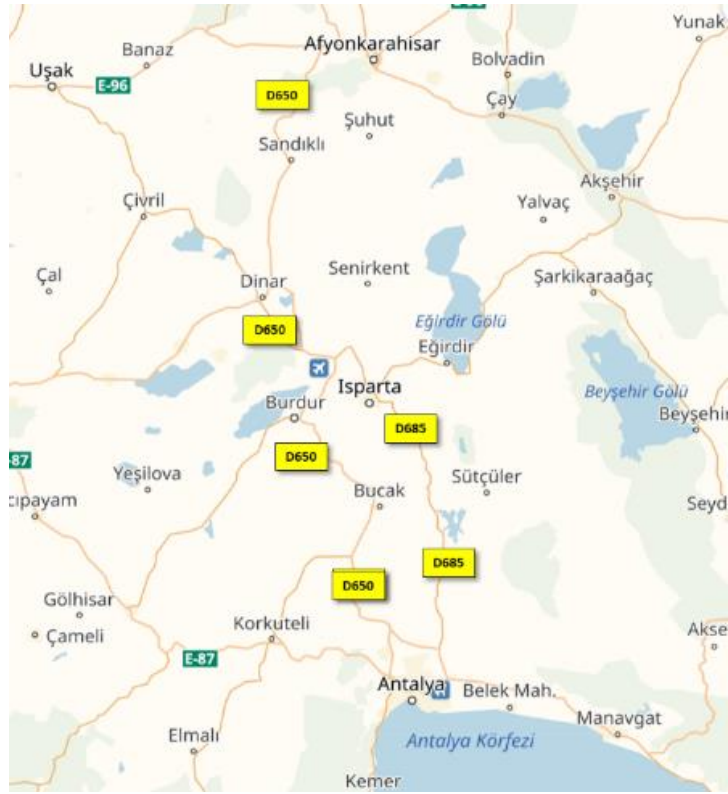 Yunak
Banaz
Afyonkarahisar
Bolvadin
Uşak
E-96
D650
Çay
Şuhut
Sandıklı
Akşehir
Çivril
Yalvaç
Çal
Senirkent
Dinar
Şarkikaraağaç
Eğirdir Gölü
D650
Eğirdir
Isparta
Beyşehir Gölü
Burdur
Beyşehi
D685
D650
-87
Yeşilova
Sütçüler
Bucak
cıpayam
Seyd
D685
D650
Gölhisar
Korkuteli
Çameli
Akse
E-87
Antalya
Belek Mah.
Manavgat
Elmalı
Antalya Körfezi
Kemer